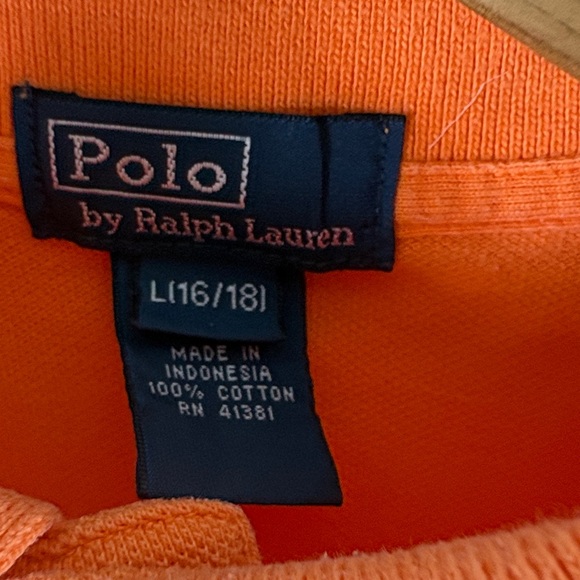 Polo
by Ralph Lauren
L(16/18)
MADE IN
INDONESIA
100% COTTON
RN 41381